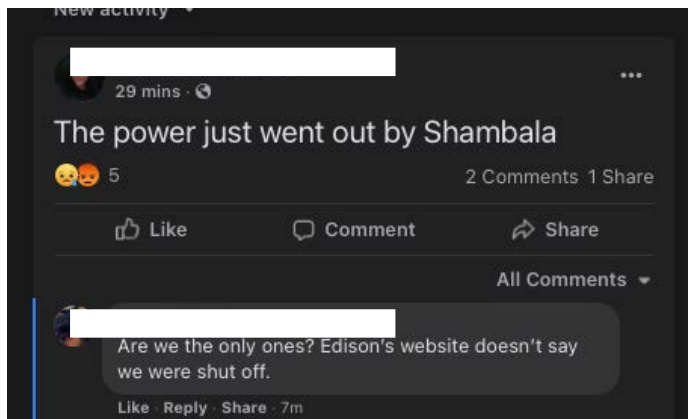 New activity
29 mins ·
The power just went out by Shambala
5
2 Comments 1 Share
Like Comment Share
All Comments
Are we the only ones? Edison's website doesn't say
we were shut off.
Like · Reply · Share · 7m